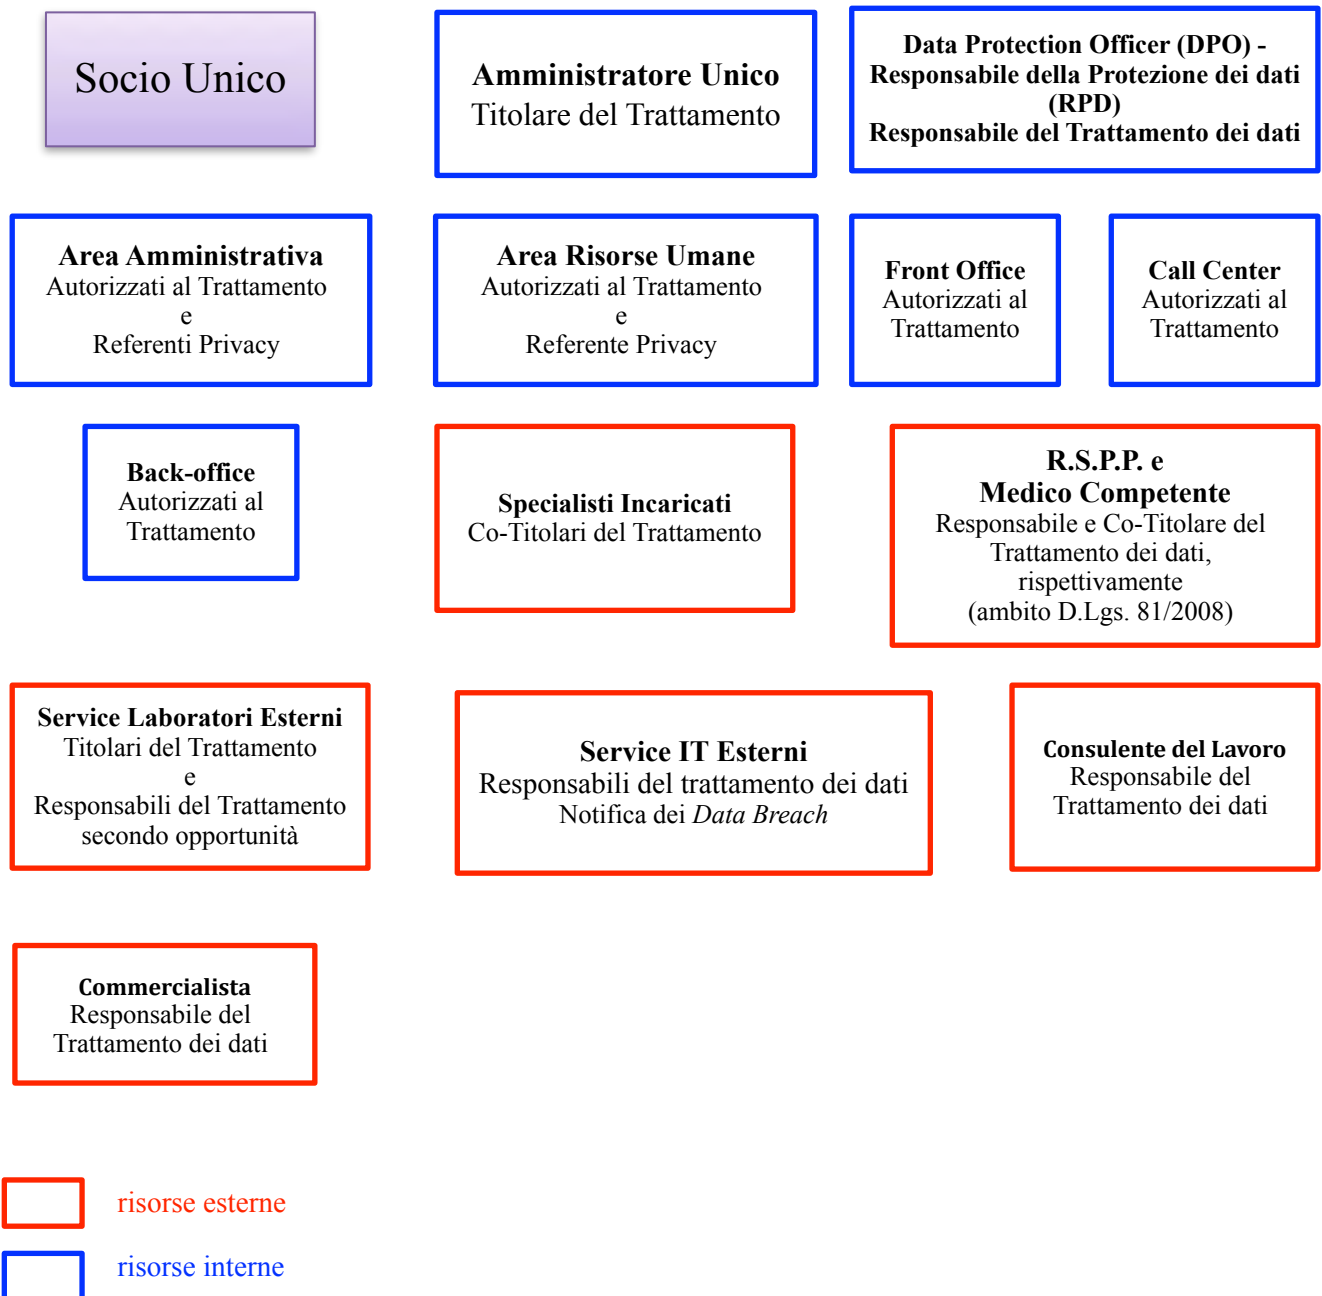 Socio Unico
Amministratore Unico
Titolare del Trattamento
Data Protection Officer (DPO) -
Responsabile della Protezione dei dati
(RPD)
Responsabile del Trattamento dei dati
Area Amministrativa
Autorizzati al Trattamento
e
Referenti Privacy
Area Risorse Umane
Autorizzati al Trattamento
e
Referente Privacy
Front Office
Autorizzati al
Trattamento
Call Center
Autorizzati al
Trattamento
Back-office
Autorizzati al
Trattamento
Specialisti Incaricati
Co-Titolari del Trattamento
R.S.P.P. e
Medico Competente
Responsabile e Co-Titolare del
Trattamento dei dati,
rispettivamente
(ambito D.Lgs. 81/2008)
Service Laboratori Esterni
Titolari del Trattamento
e
Responsabili del Trattamento
secondo opportunità
Service IT Esterni
Responsabili del trattamento dei dati
Notifica dei Data Breach
Consulente del Lavoro
Responsabile del
Trattamento dei dati
Commercialista
Responsabile del
Trattamento dei dati
risorse esterne
risorse interne